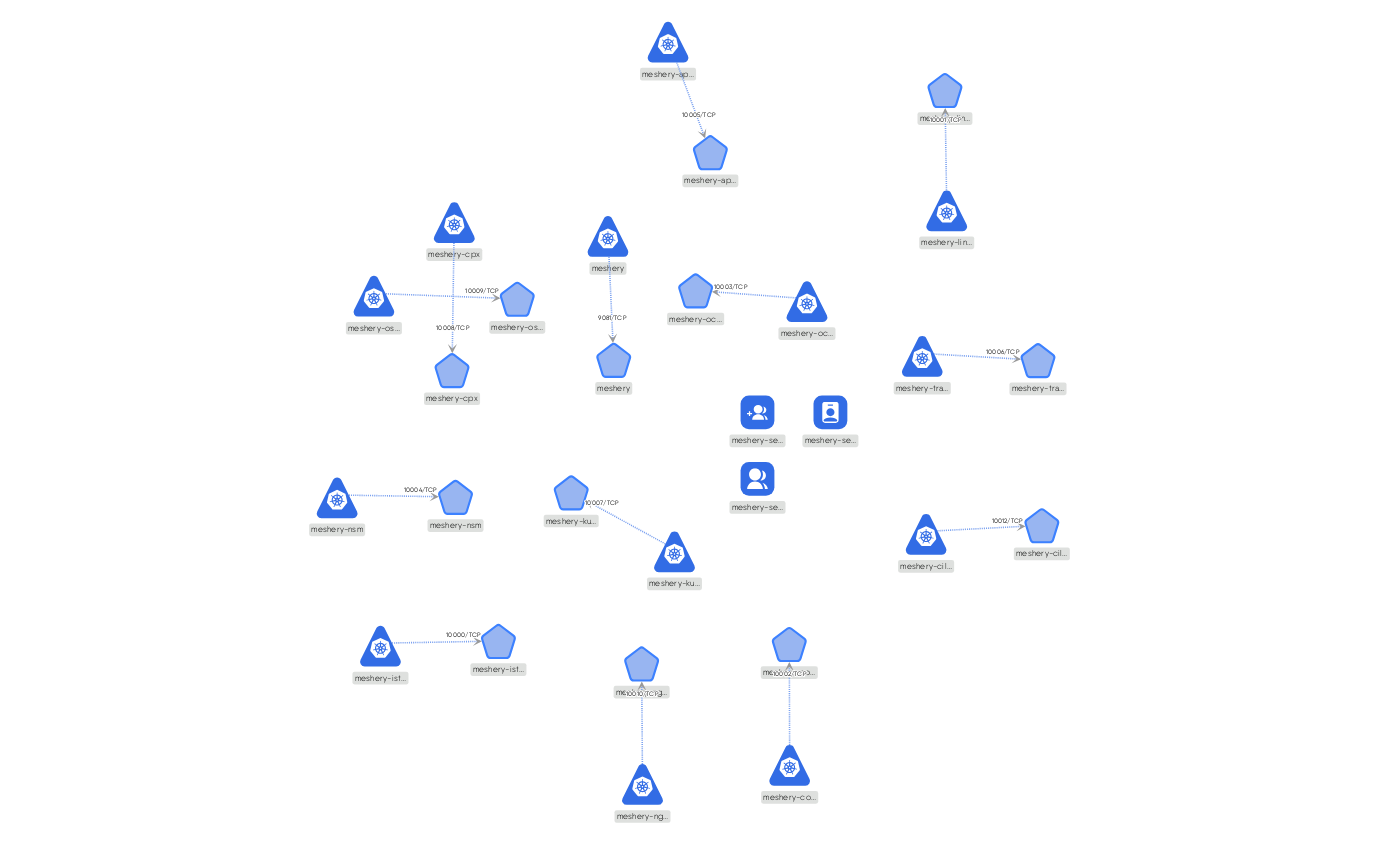 meshery-ap...
10005/TCP
meshery-ap...
10001/TCP
meshery-lin...
meshery-cpx
meshery
10009/TCP
10003/TCP
meshery-os...
meshery-os...
10008/TCP
9081/TCP
meshery-oc...
meshery-oc...
meshery-cpx
meshery
10006/TCP
meshery-tra...
meshery-tra...
meshery-se...
meshery-se...
meshery-se...
10004/TCP
meshery-nsm
meshery-nsm
10007/TCP
meshery-ku...
meshery-ku...
10012/TCP
meshery-cil...
meshery-cil...
10000/TCP
meshery-ist...
meshery-ist...
10010/TCP
meshery-ng...
10002/TCP
meshery-co...